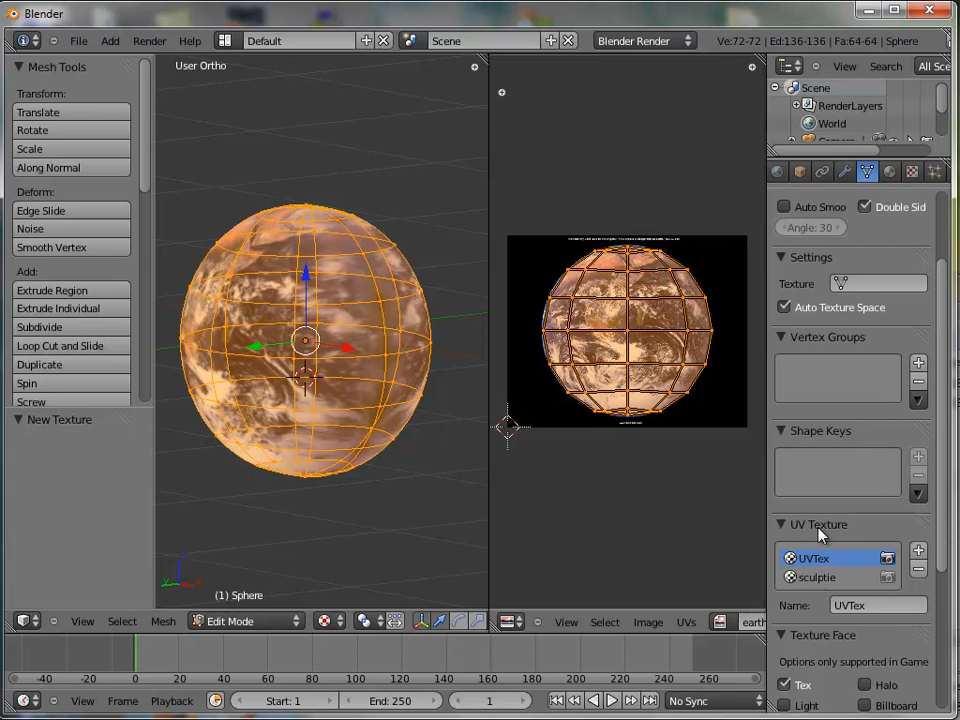 Blender
File Add Render Help Default Scene Blender Render Ve:72-72 | Ed:136-136 | Fa:64-64 | Sphere
Mesh Tools
Transform:
Translate
Rotate
Scale
Along Normal
Deform:
Edge Slide
Noise
Smooth Vertex
Add:
Extrude Region
Extrude Individual
Subdivide
Loop Cut and Slide
Duplicate
Spin
Screw
New Texture
User Ortho
(1) Sphere
View Select Mesh Edit Mode
View Select Image UVs earth
View Search All Sce
Scene
RenderLayers
World
Auto Smoo Double Sid
Angle: 30
Settings
Texture:
Auto Texture Space
Vertex Groups
Shape Keys
UV Texture
UVTex
sculptie
Name: UVTex
Texture Face
Options only supported in Game
Tex Halo
Light Billboard
-40 -20 0 20 40 60 80 100 120 140 160 180 200 220 240 260
View Frame Playback Start: 1 End: 250 1 No Sync